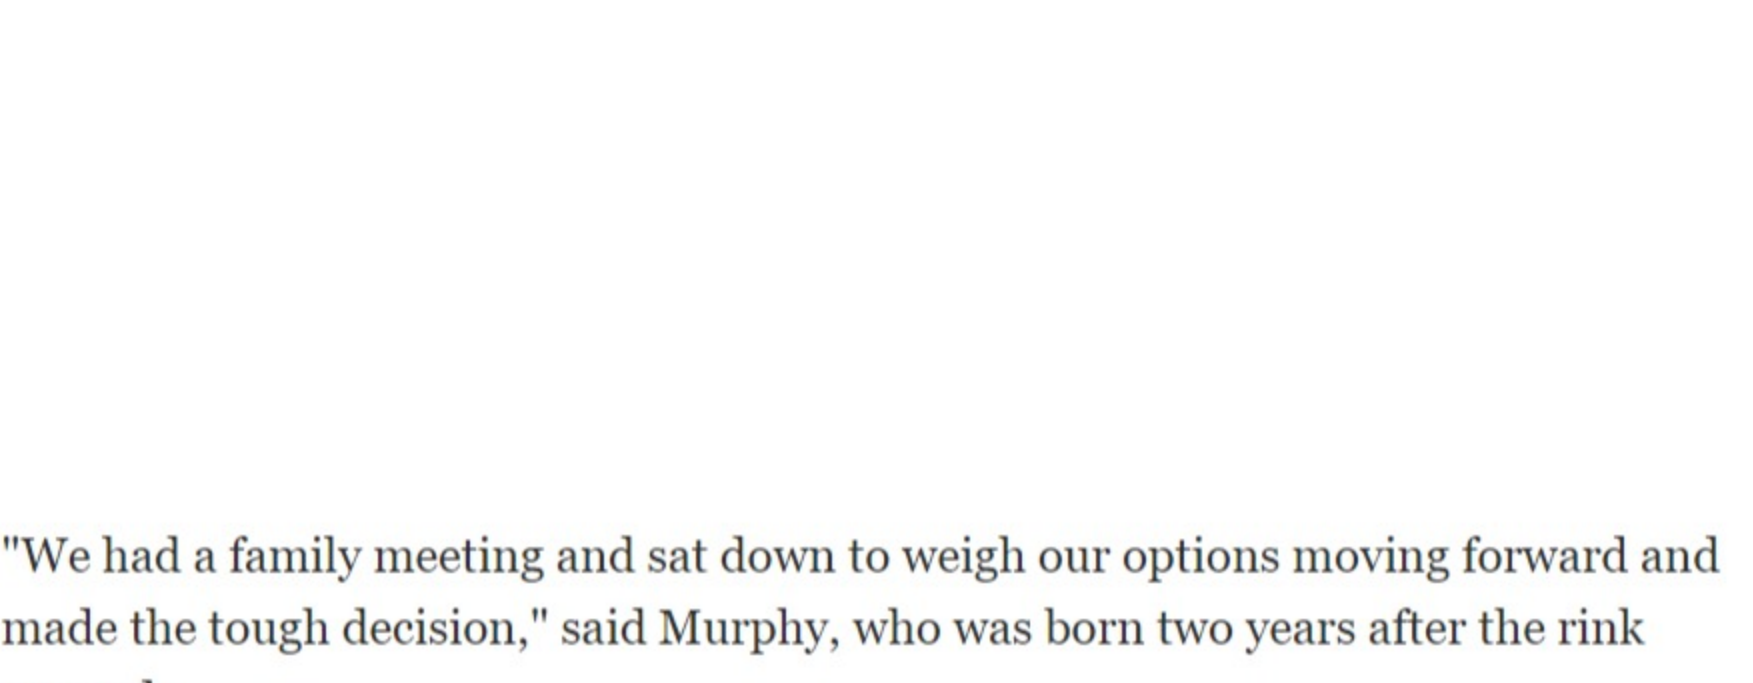 "We had a family meeting and sat down to weigh our options moving forward and
made the tough decision," said Murphy, who was born two years after the rink